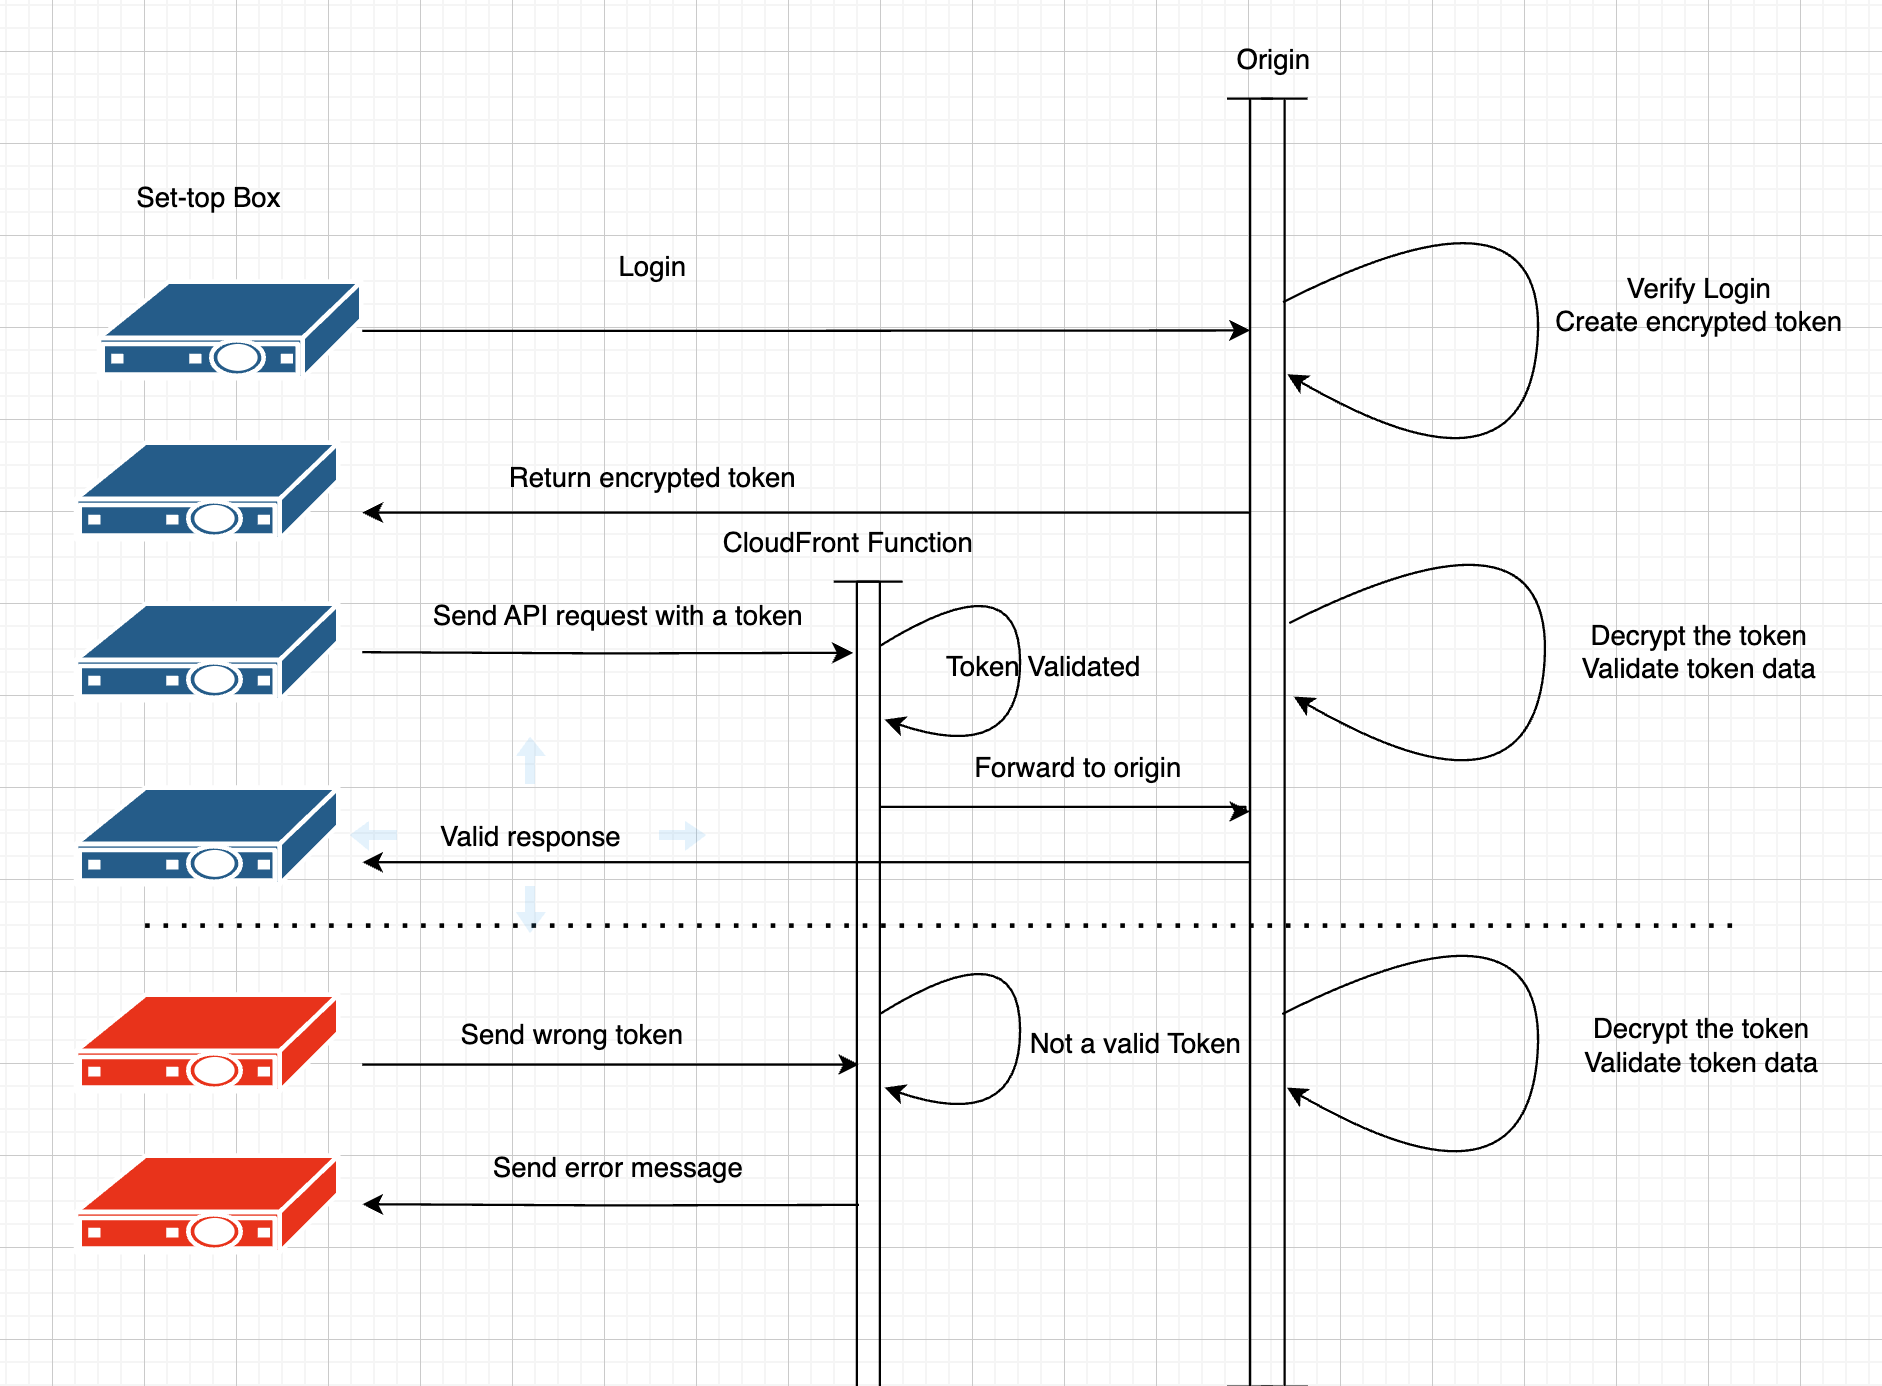 Origin
Set-top Box
Login
Verify Login
Create encrypted token
Return encrypted token
CloudFront Function
Send API request with a token
Token Validated
Decrypt the token
Validate token data
Forward to origin
Valid response
Send wrong token
Not a valid Token
Decrypt the token
Validate token data
Send error message